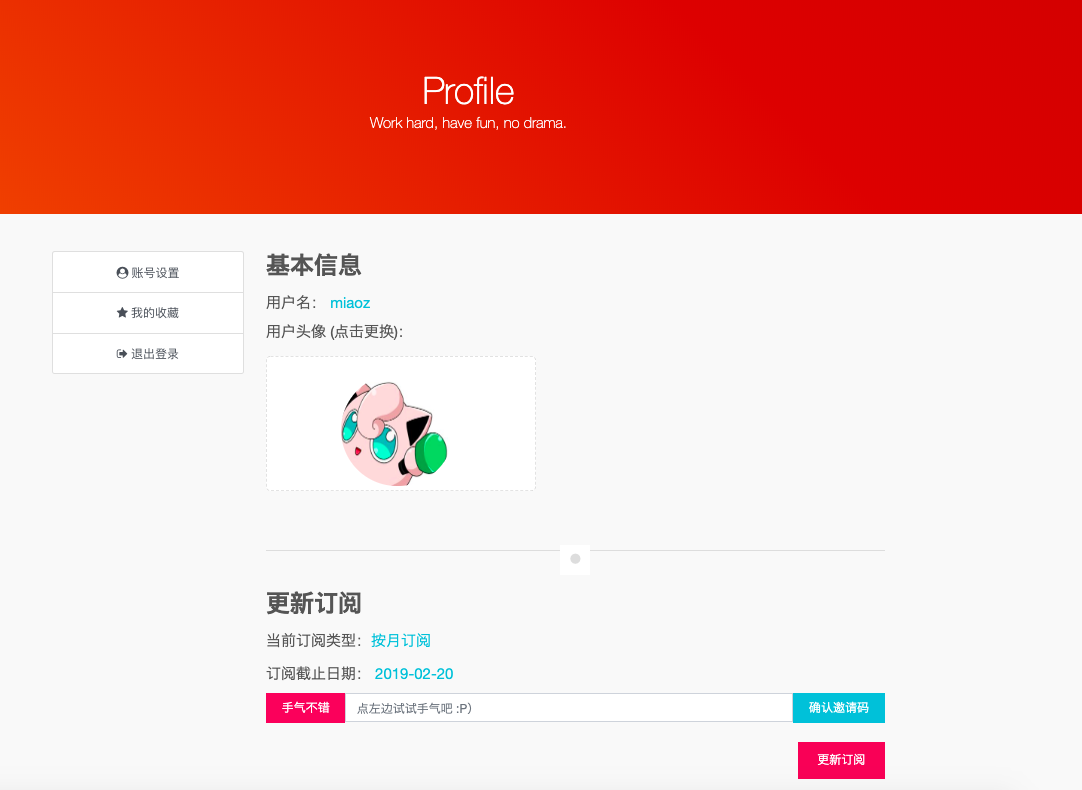 Profile
Work hard, have fun, no drama.
账号设置
我的收藏
退出登录
基本信息
用户名： miaoz
用户头像 (点击更换)：
更新订阅
当前订阅类型：按月订阅
订阅截止日期： 2019-02-20
手气不错 点左边试试手气吧 :P） 确认邀请码
更新订阅